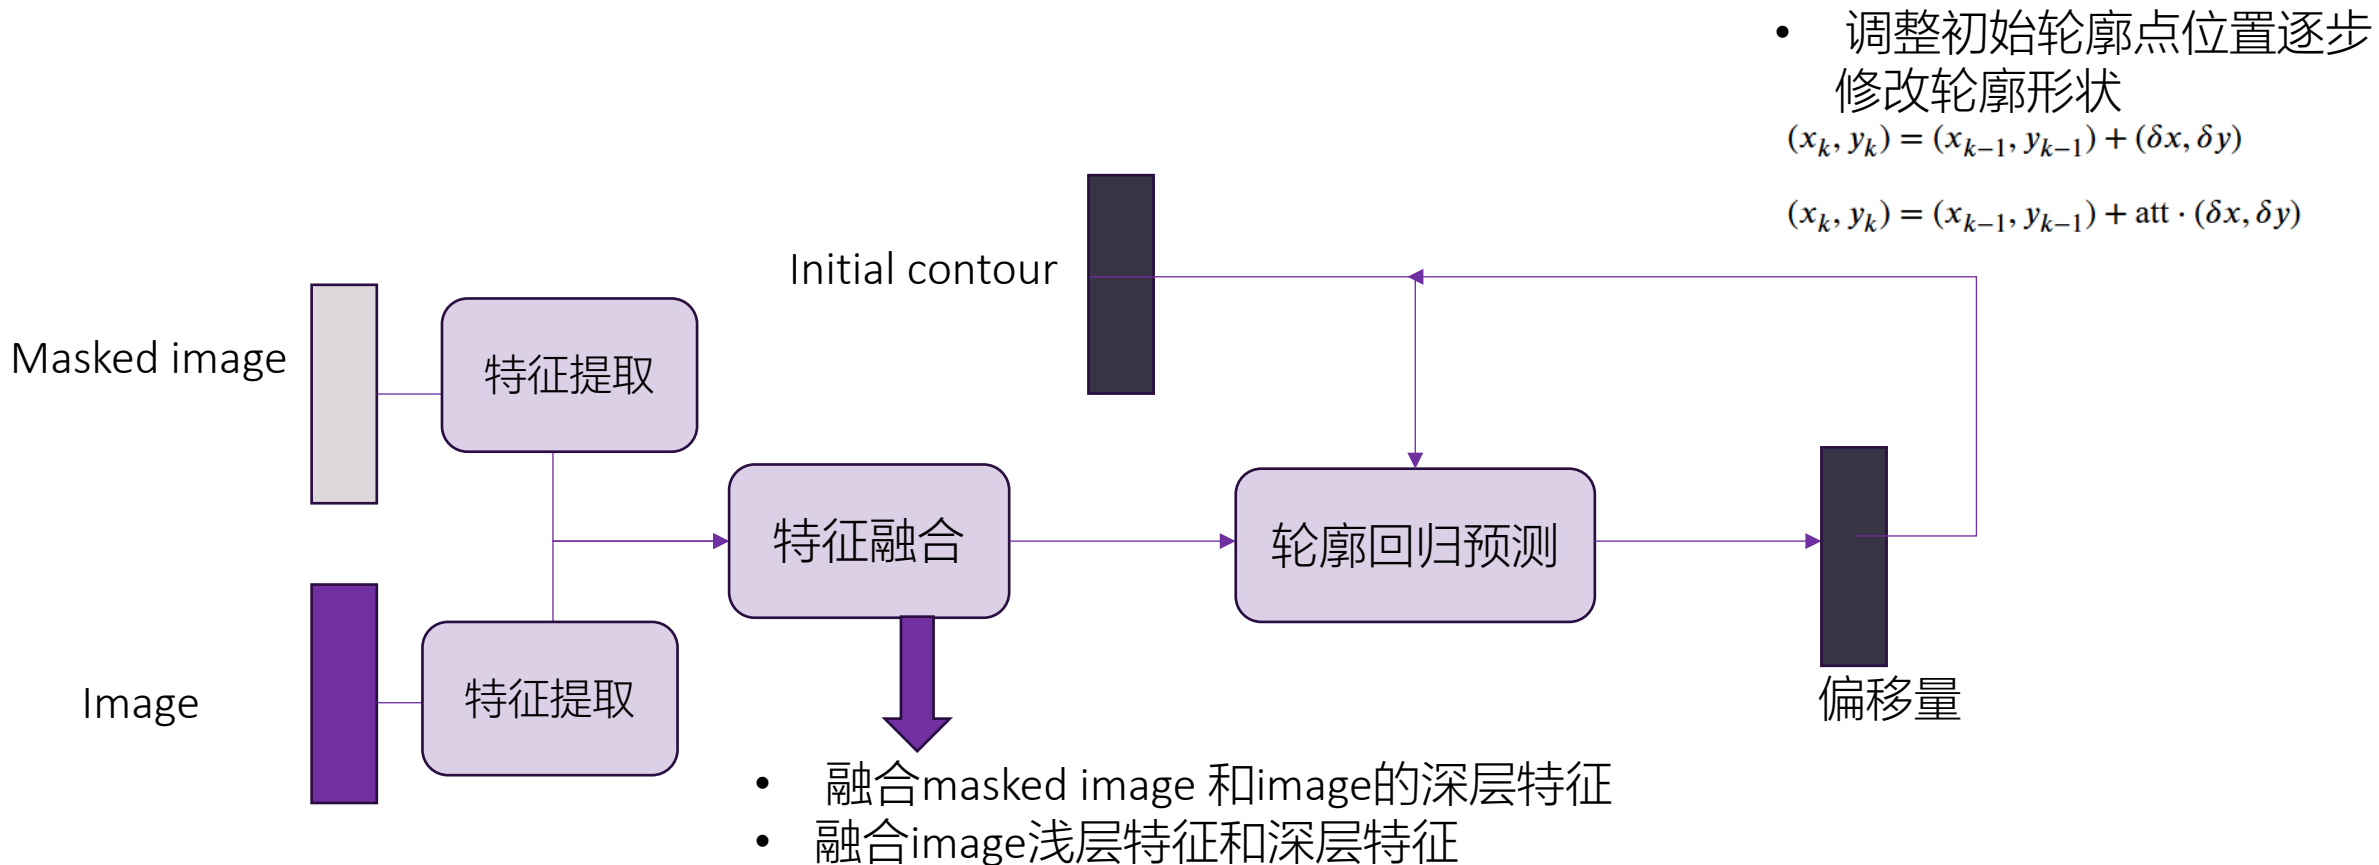 • 调整初始轮廓点位置逐步
修改轮廓形状
(x_k, y_k) = (x_{k−1}, y_{k−1}) + (δx, δy)
(x_k, y_k) = (x_{k−1}, y_{k−1}) + att · (δx, δy)
Initial contour
Masked image
特征提取
特征融合
轮廓回归预测
Image
特征提取
偏移量
• 融合masked image 和image的深层特征
• 融合image浅层特征和深层特征